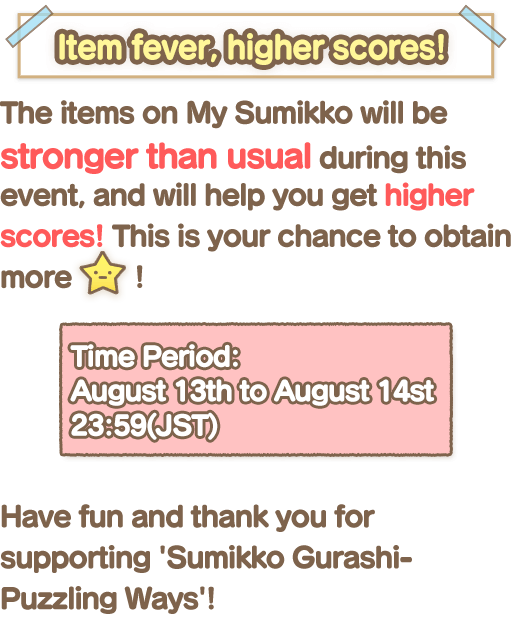 Item fever, higher scores!
The items on My Sumikko will be
stronger than usual during this
event, and will help you get higher
scores! This is your chance to obtain
more !
Time Period:
August 13th to August 14st
23:59(JST)
Have fun and thank you for
supporting 'Sumikko Gurashi-
Puzzling Ways'!